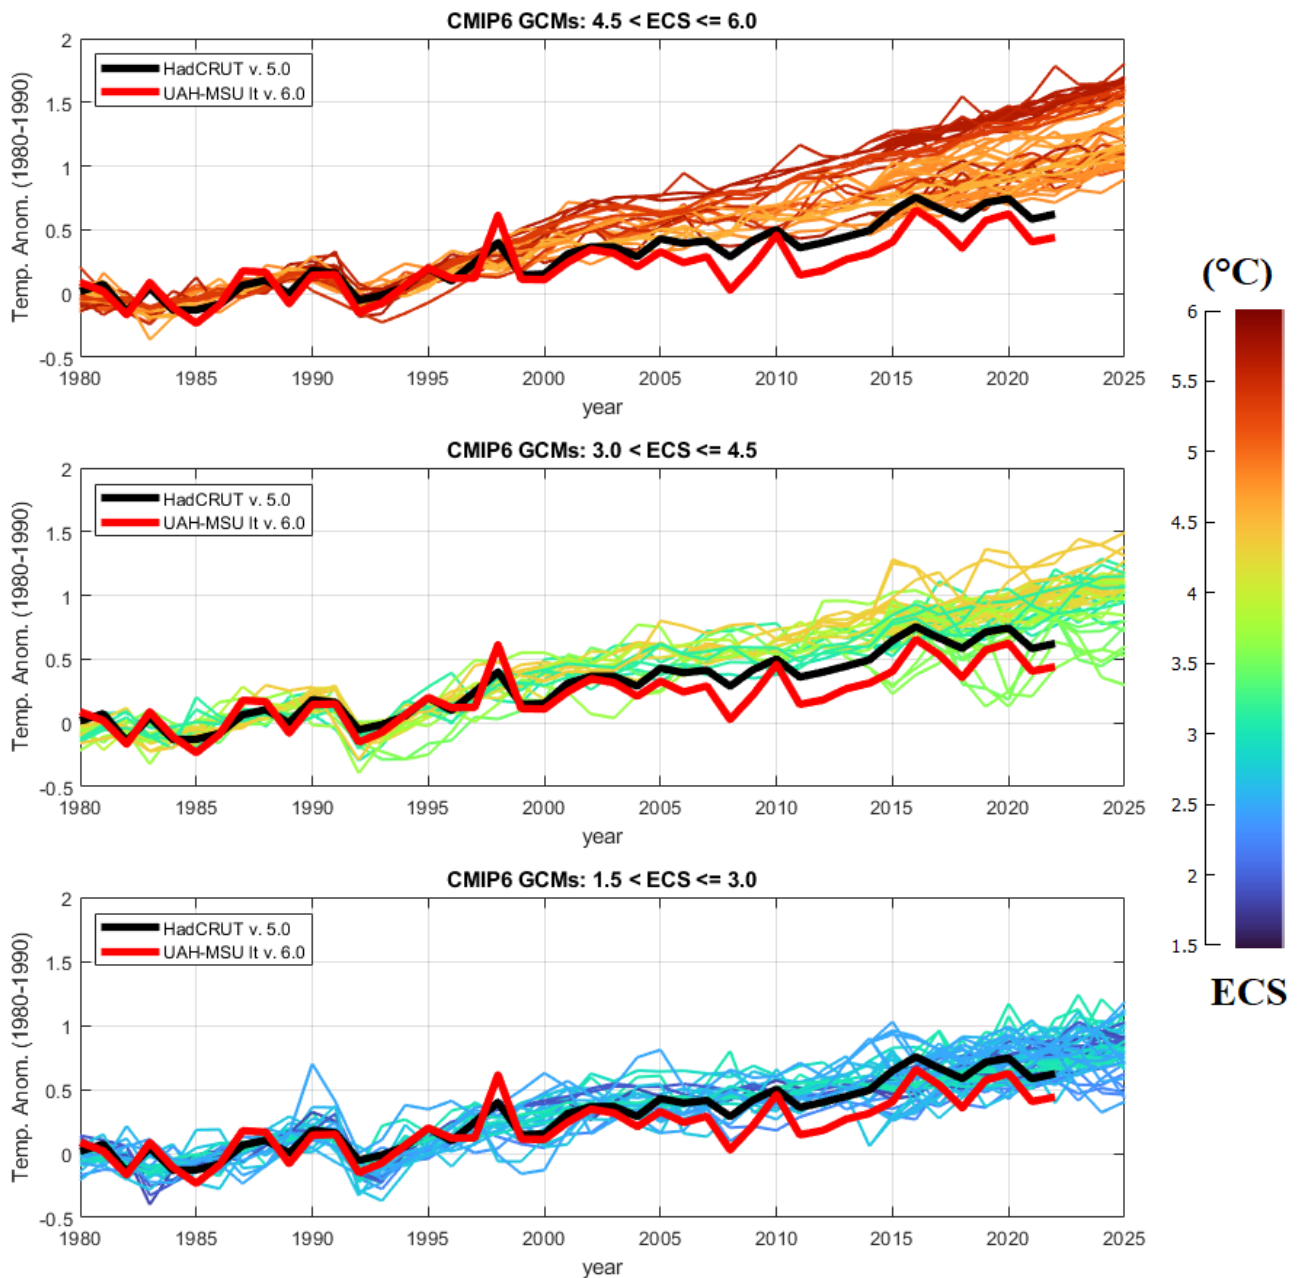 CMIP6 GCMs: 4.5 < ECS <= 6.0
HadCRUT v. 5.0
UAH-MSU lt v. 6.0
Temp. Anom. (1980-1990)
2
1.5
1
0.5
0
-0.5
1980 1985 1990 1995 2000 2005 2010 2015 2020 2025
year
CMIP6 GCMs: 3.0 < ECS <= 4.5
HadCRUT v. 5.0
UAH-MSU lt v. 6.0
Temp. Anom. (1980-1990)
2
1.5
1
0.5
0
-0.5
1980 1985 1990 1995 2000 2005 2010 2015 2020 2025
year
CMIP6 GCMs: 1.5 < ECS <= 3.0
HadCRUT v. 5.0
UAH-MSU lt v. 6.0
Temp. Anom. (1980-1990)
2
1.5
1
0.5
0
-0.5
1980 1985 1990 1995 2000 2005 2010 2015 2020 2025
year
(°C)
6
5.5
5
4.5
4
3.5
3
2.5
2
1.5
ECS